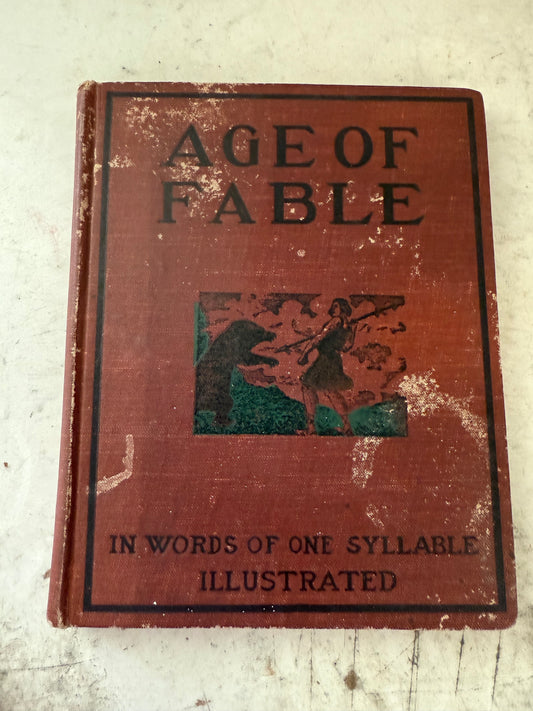 AGE OF
FABLE
IN WORDS OF ONE SYLLABLE
ILLUSTRATED